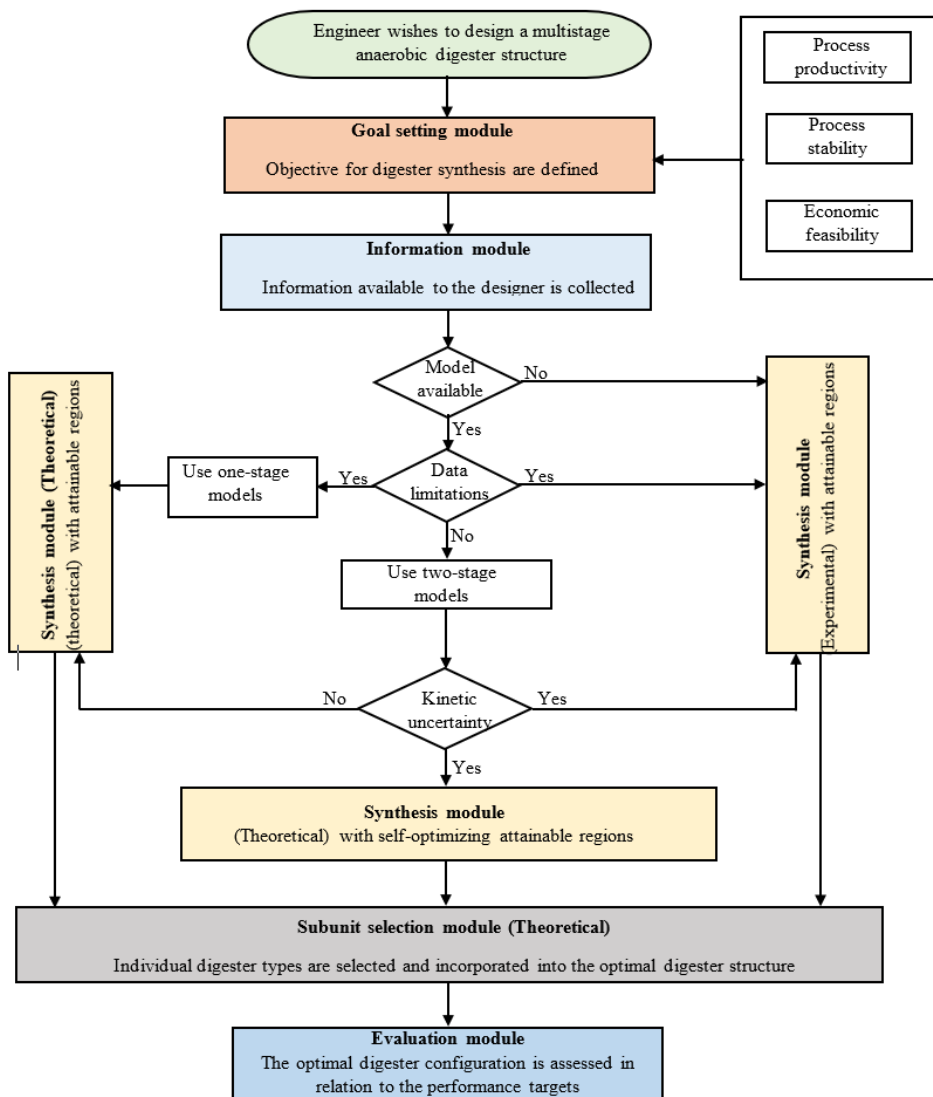 Engineer wishes to design a multistage
anaerobic digester structure
Process
productivity
Process
stability
Economic
feasibility
Goal setting module
Objective for digester synthesis are defined
Information module
Information available to the designer is collected
Model
available
No
Yes
Data
limitations
Yes
Yes
Use one-stage
models
No
Use two-stage
models
Synthesis module (Theoretical)
(theoretical) with attainable regions
Synthesis module
(Experimental) with attainable regions
Kinetic
uncertainty
No
Yes
Yes
Synthesis module
(Theoretical) with self-optimizing attainable regions
Subunit selection module (Theoretical)
Individual digester types are selected and incorporated into the optimal digester structure
Evaluation module
The optimal digester configuration is assessed in
relation to the performance targets